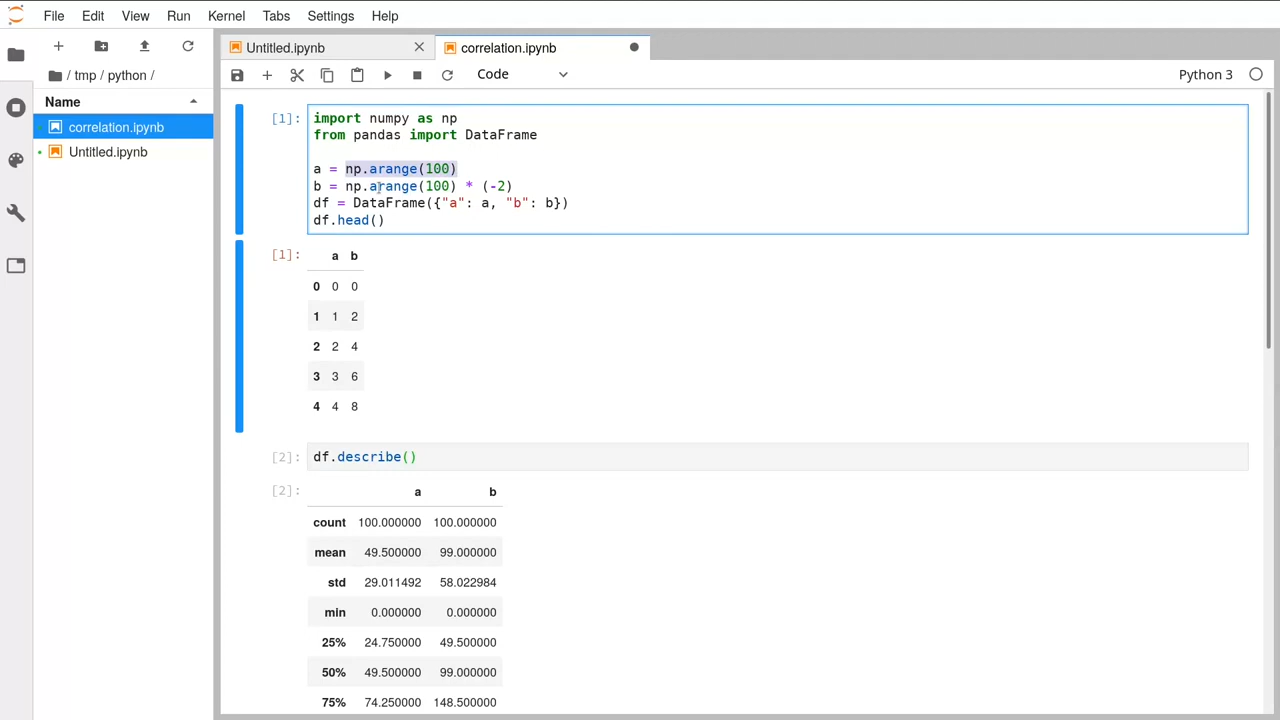 File Edit View Run Kernel Tabs Settings Help
Untitled.ipynb
correlation.ipynb
Code
Python 3
/ tmp / python /
Name
correlation.ipynb
Untitled.ipynb
[1]:
import numpy as np
from pandas import DataFrame
a = np.arange(100)
b = np.arange(100) * (-2)
df = DataFrame({"a": a, "b": b})
df.head()
[1]:
a b
0 0 0
1 1 2
2 2 4
3 3 6
4 4 8
[2]:
df.describe()
[2]:
a b
count 100.000000 100.000000
mean 49.500000 99.000000
std 29.011492 58.022984
min 0.000000 0.000000
25% 24.750000 49.500000
50% 49.500000 99.000000
75% 74.250000 148.500000